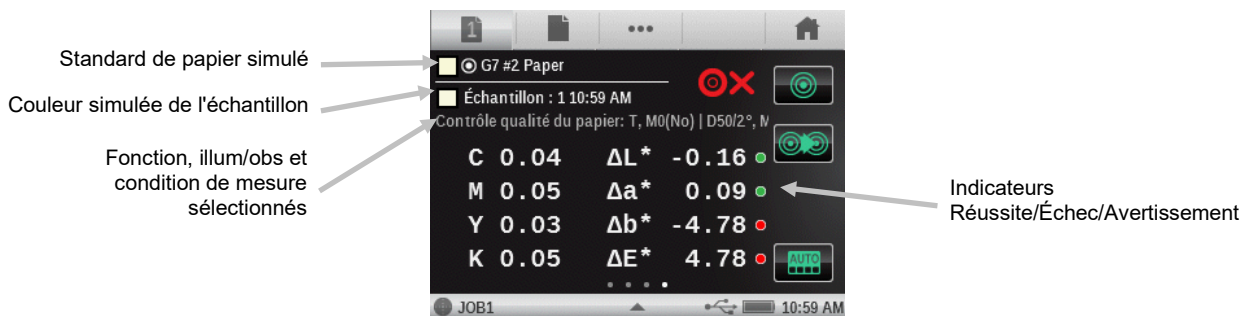 1
Standard de papier simulé
G7 #2 Paper
Couleur simulée de l'échantillon
Échantillon : 1 10:59 AM
Contrôle qualité du papier: T, M0(No) | D50/2°, M
Fonction, illum/obs et
condition de mesure
sélectionnés
C 0.04 ΔL* -0.16
M 0.05 Δa* 0.09
Y 0.03 Δb* -4.78
K 0.05 ΔE* 4.78
Indicateurs
Réussite/Échec/Avertissement
AUTO
JOB1 10:59 AM